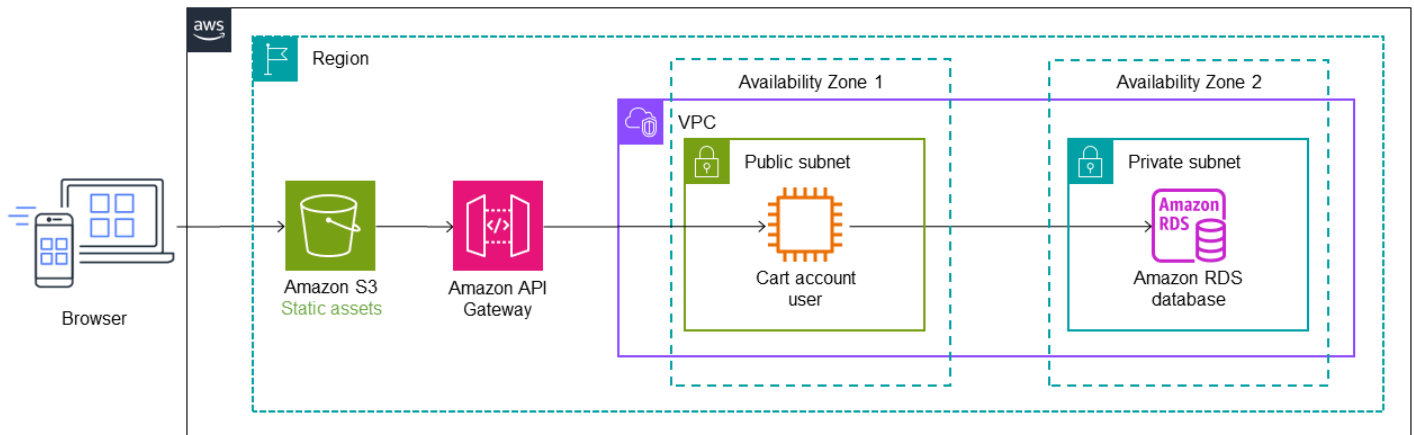 aws
Region
Availability Zone 1
Availability Zone 2
VPC
Public subnet
Private subnet
Amazon
RDS
</>
Amazon S3
Static assets
Amazon API
Gateway
Cart account
user
Amazon RDS
database
Browser